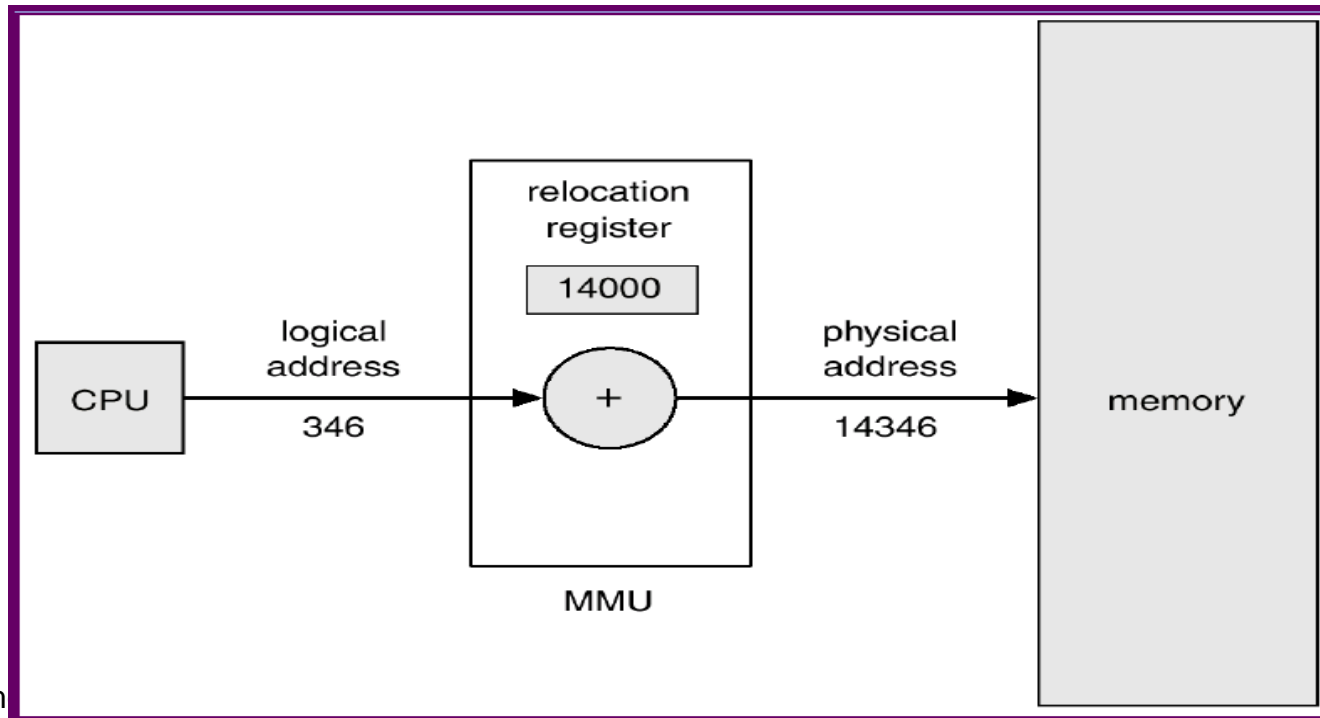 relocation
register
14000
logical
address
346
CPU
+
physical
address
14346
memory
MMU